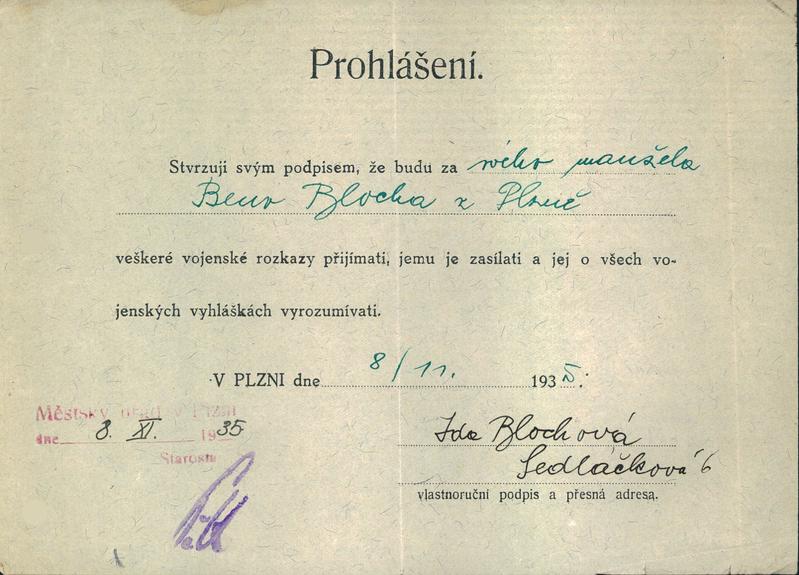 Prohlášení.
Stvrzuji svým podpisem, že budu za svého manžela
Beno Blocha z Plzně
veškeré vojenské rozkazy přijímati, jemu je zasílati a jej o všech vo-
jenských vyhláškách vyrozumívati.
V PLZNI dne 8/11. 1935.
Městský úřad v Plzni
dne 8. XI. 1935
Starosta
Ida Blochová
Sedláčková 6
vlastnoruční podpis a přesná adresa.